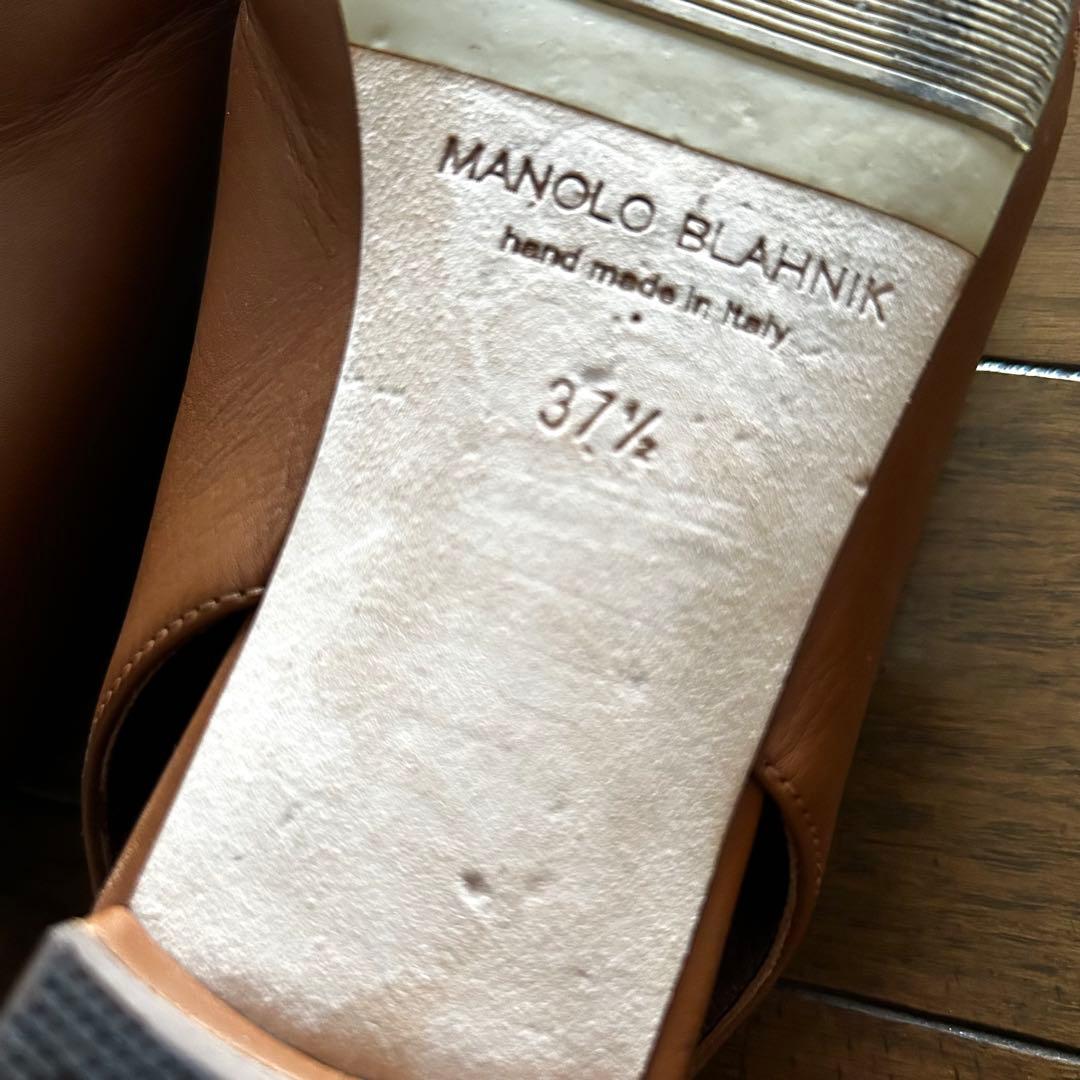 MANOLO BLAHNIK
hand made in Italy
37½